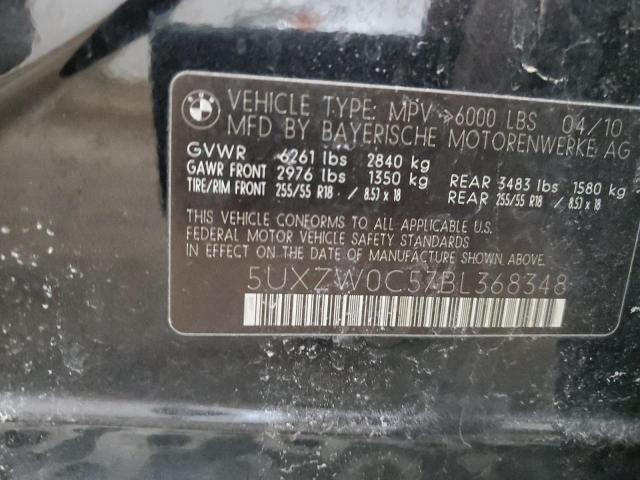 VEHICLE TYPE: MPV >6000 LBS 04/10
MFD BY BAYERISCHE MOTORENWERKE AG
GVWR 6261 lbs 2840 kg
GAWR FRONT 2976 lbs 1350 kg REAR 3483 lbs 1580 kg
TIRE/RIM FRONT 255/55 R18 / 8.5J x 18 REAR 255/55 R18 / 8.5J x 18
THIS VEHICLE CONFORMS TO ALL APPLICABLE U.S.
FEDERAL MOTOR VEHICLE SAFETY STANDARDS
IN EFFECT ON THE DATE OF MANUFACTURE SHOWN ABOVE.
5UXZW0C57BL368348